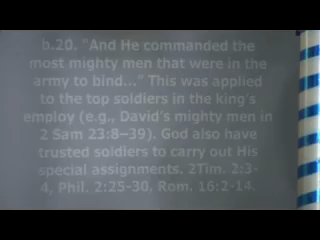 b.20. "And He commanded the
most mighty men that were in the
army to bind..." This was applied
to the top soldiers in the king's
employ (e.g., David's mighty men in
2 Sam 23:8–39). God also have
trusted soldiers to carry out His
special assignments. 2Tim. 2:3-
4, Phil. 2:25-30, Rom. 16:2-14.